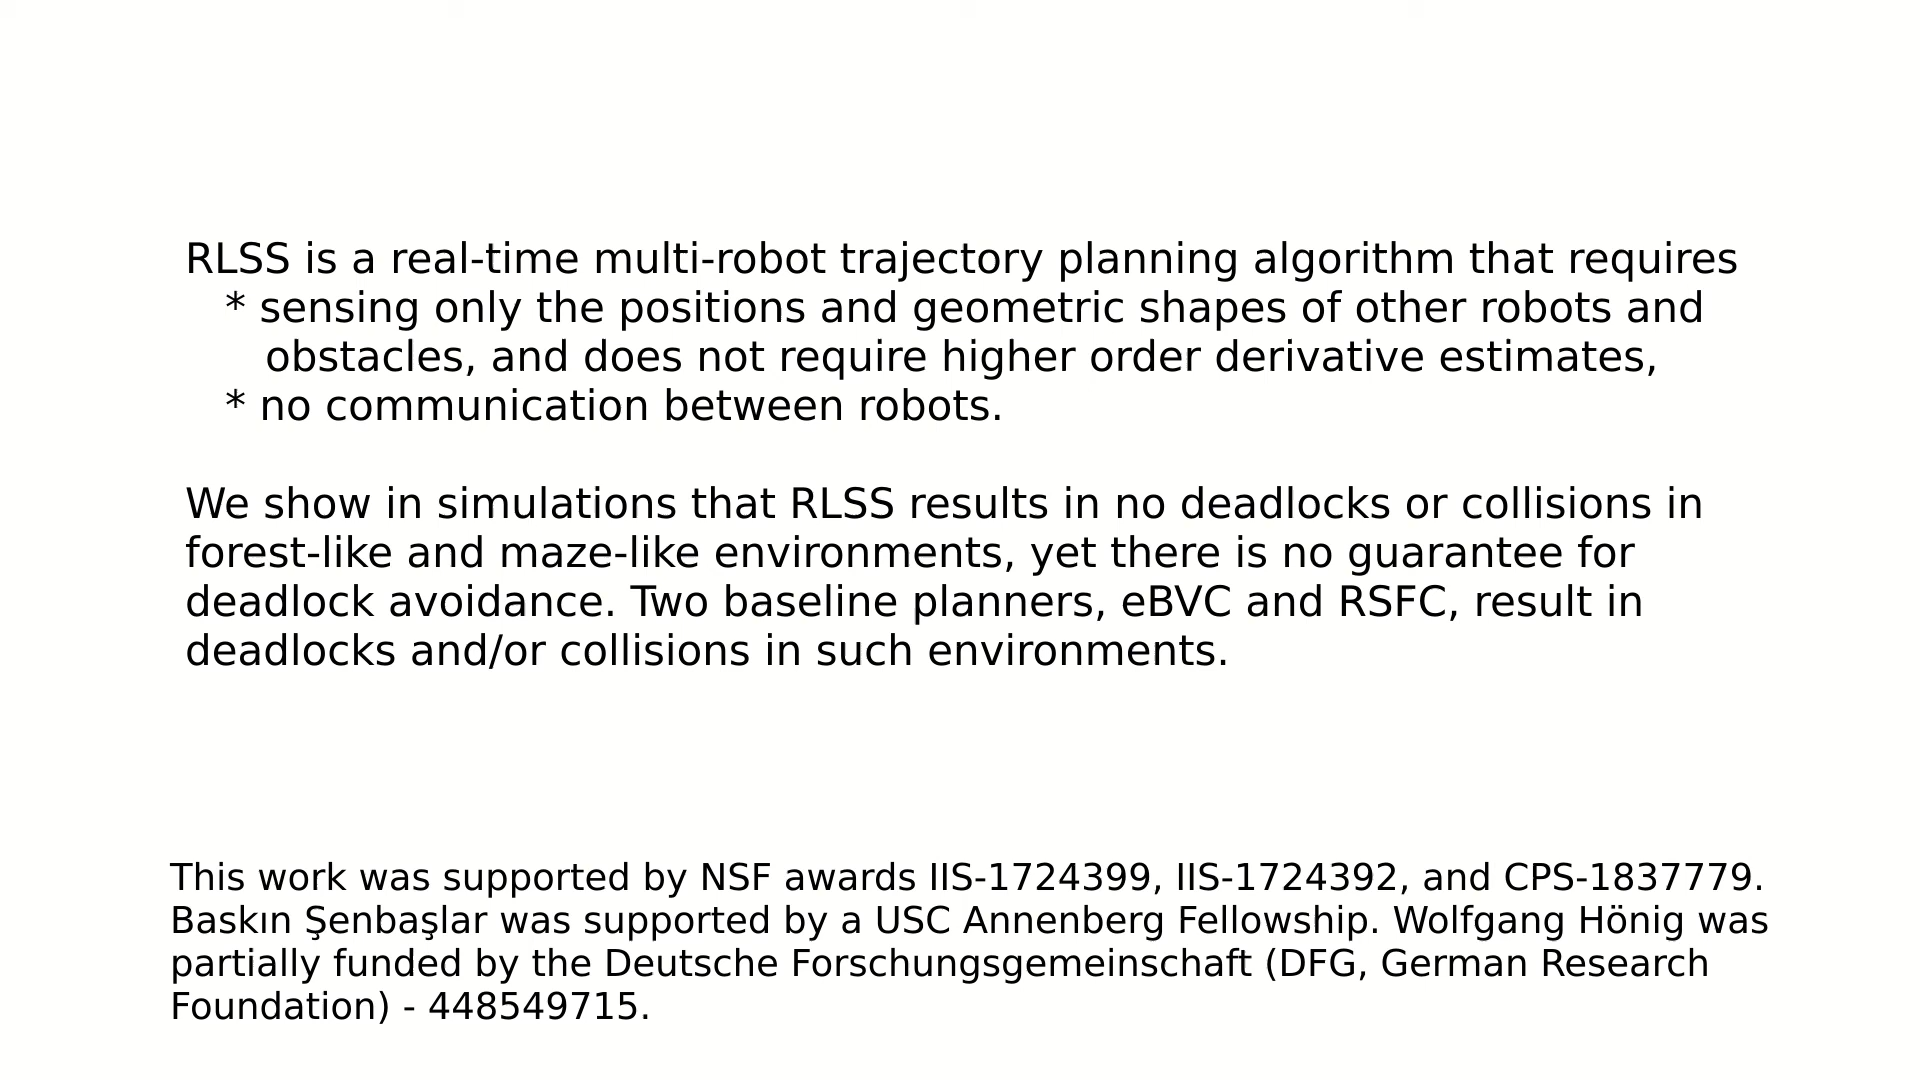 RLSS is a real-time multi-robot trajectory planning algorithm that requires
* sensing only the positions and geometric shapes of other robots and
obstacles, and does not require higher order derivative estimates,
* no communication between robots.
We show in simulations that RLSS results in no deadlocks or collisions in
forest-like and maze-like environments, yet there is no guarantee for
deadlock avoidance. Two baseline planners, eBVC and RSFC, result in
deadlocks and/or collisions in such environments.
This work was supported by NSF awards IIS-1724399, IIS-1724392, and CPS-1837779.
Baskın Şenbaşlar was supported by a USC Annenberg Fellowship. Wolfgang Hönig was
partially funded by the Deutsche Forschungsgemeinschaft (DFG, German Research
Foundation) - 448549715.